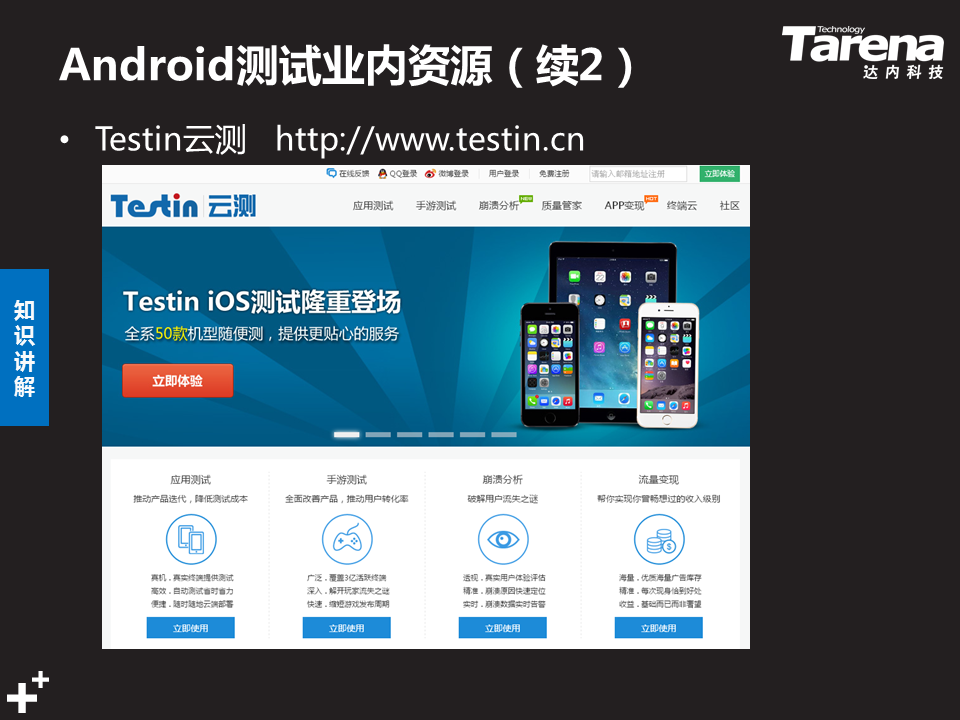 Android测试业内资源（续2）
Technology
Tarena
达内科技
• Testin云测 http://www.testin.cn
在线反馈 QQ登录 微博登录 用户登录 免费注册 请输入邮箱地址注册 立即体验
Testin 云测 应用测试 手游测试 崩溃分析 NEW 质量管家 APP变现 HOT 终端云 社区
Testin iOS测试隆重登场
全系50款机型随便测，提供更贴心的服务
立即体验
知识讲解
应用测试 手游测试 崩溃分析 流量变现
推动产品迭代，降低测试成本 全面改善产品，推动用户转化率 破解用户流失之谜 帮你实现你曾畅想过的收入级别
真机，真实终端提供测试 广泛，覆盖3亿活跃终端 透视，真实用户体验评估 海量，优质海量广告库存
高效，自动测试省时省力 深入，解开玩家流失之谜 精准，崩溃原因快速定位 精准，每次现身恰到好处
便捷，随时随地云端部署 快速，缩短游戏发布周期 实时，崩溃数据实时告警 收益，基础而已而非奢望
立即使用 立即使用 立即使用 立即使用